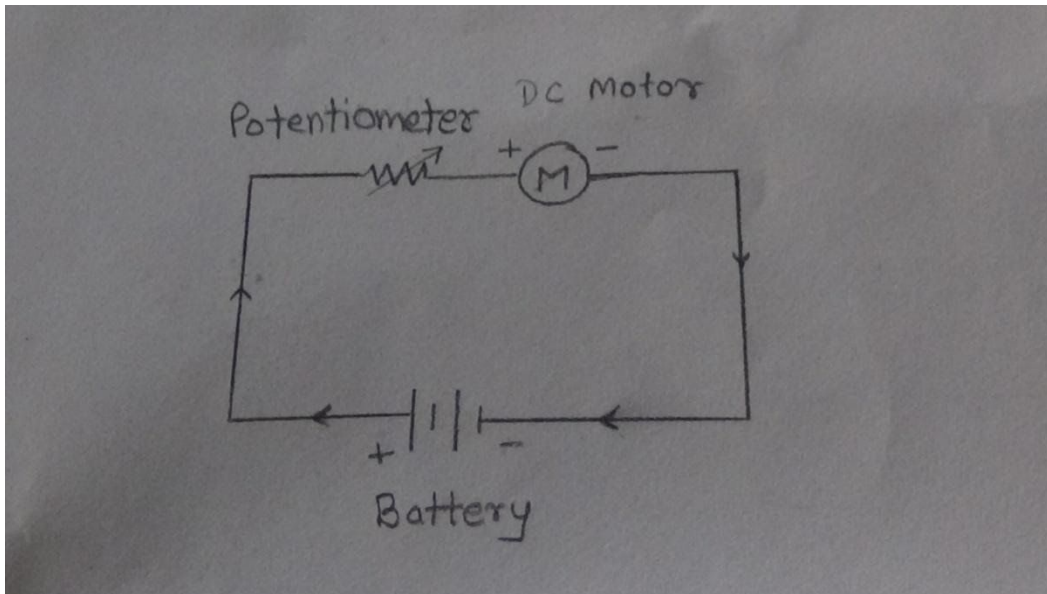 DC Motor
Potentiometer
+ -
M
+ -
Battery